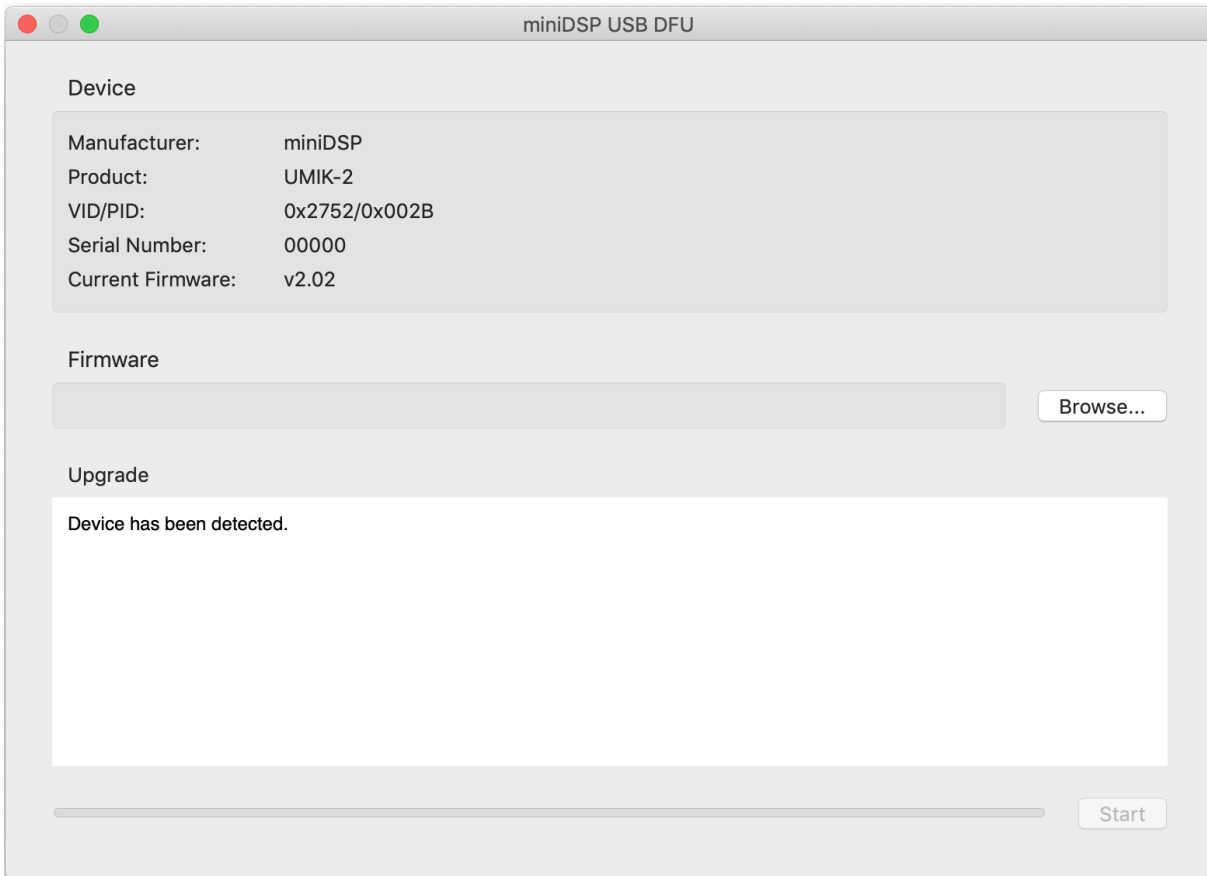 miniDSP USB DFU
Device
Manufacturer: miniDSP
Product: UMIK-2
VID/PID: 0x2752/0x002B
Serial Number: 00000
Current Firmware: v2.02
Firmware
Browse...
Upgrade
Device has been detected.
Start